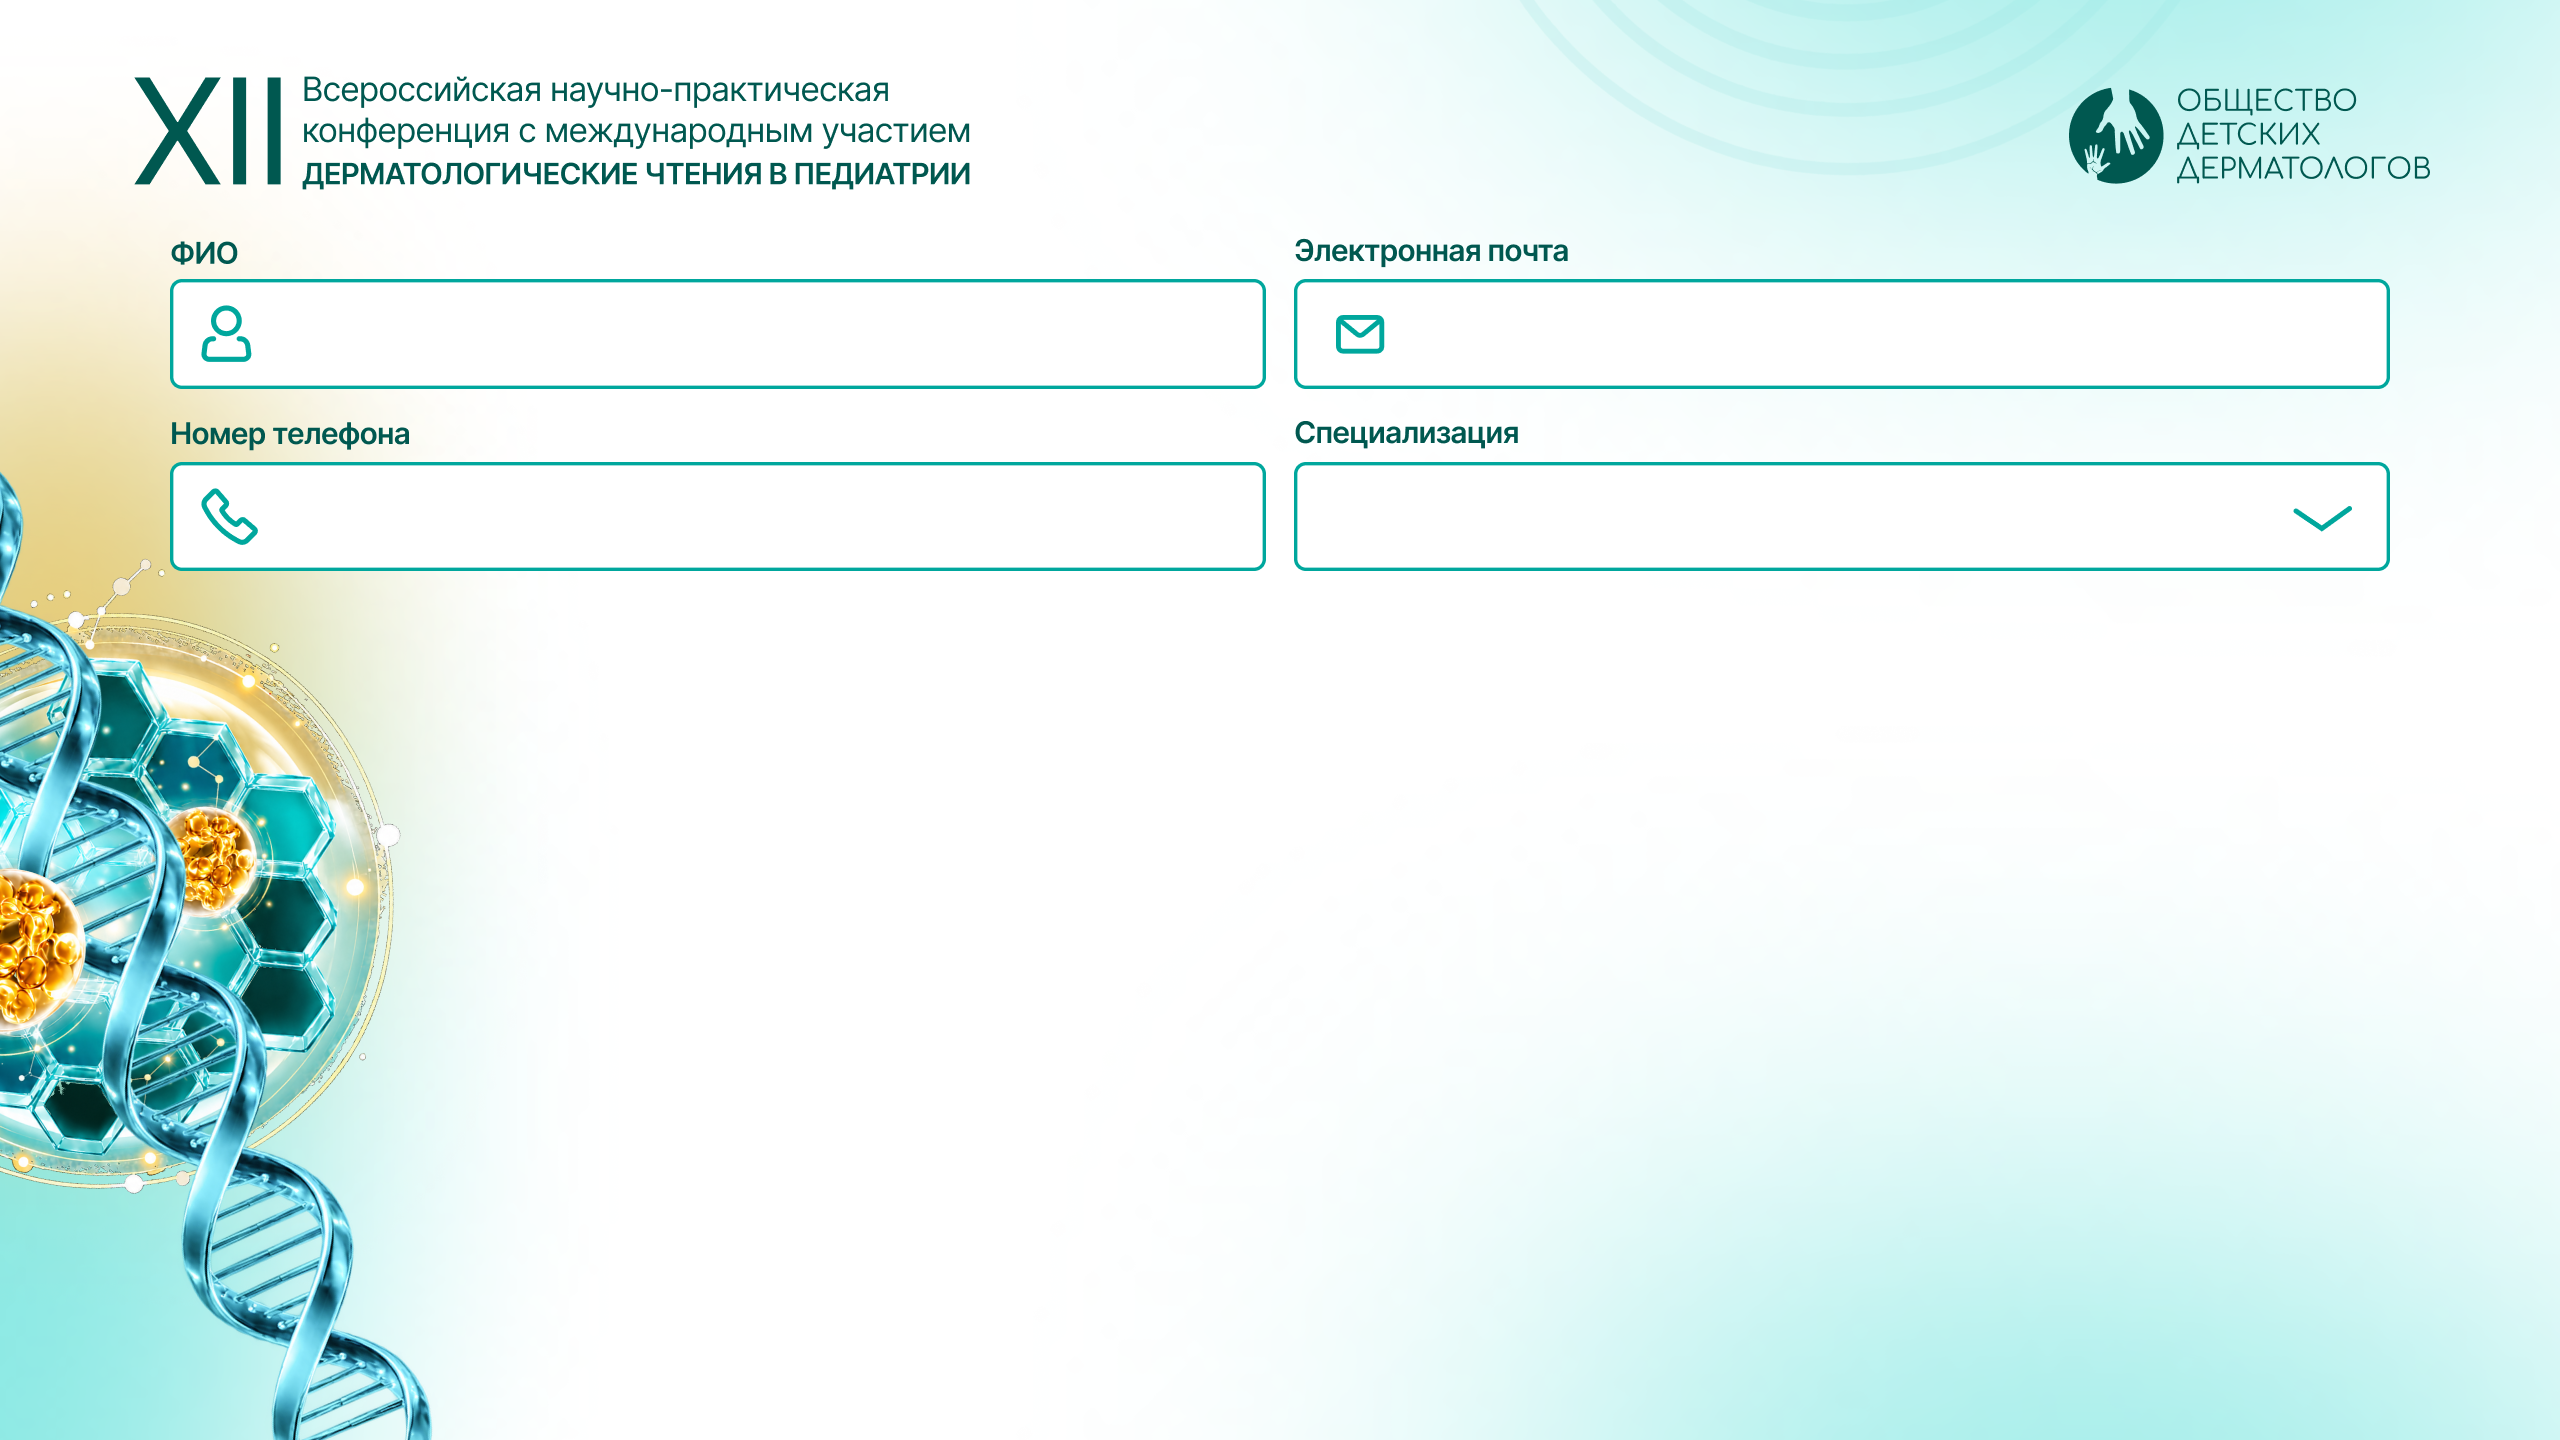 XII
Всероссийская научно-практическая
конференция с международным участием
ДЕРМАТОЛОГИЧЕСКИЕ ЧТЕНИЯ В ПЕДИАТРИИ
ОБЩЕСТВО
ДЕТСКИХ
ДЕРМАТОЛОГОВ
ФИО
Электронная почта
Номер телефона
Специализация